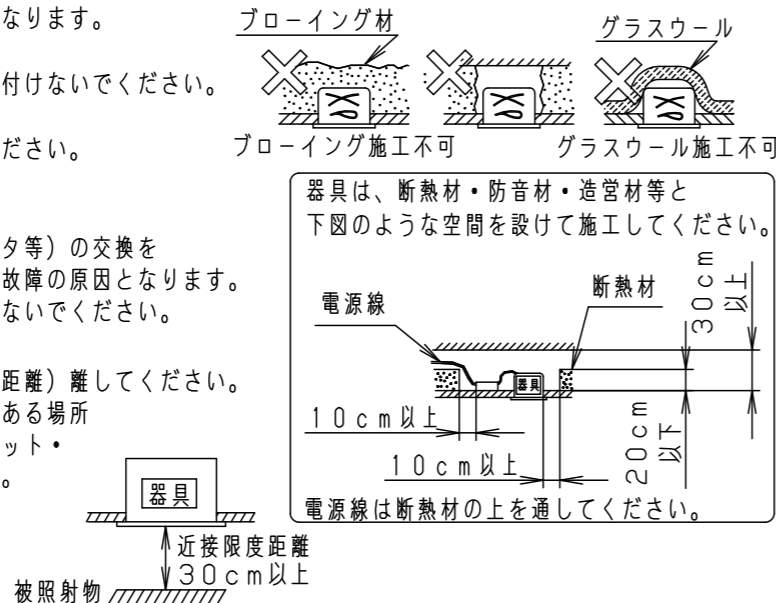 なります。
付けないでください。
ださい。
タ等）の交換を
故障の原因となります。
ないでください。
距離）離してください。
ある場所
ット・
。
ブローイング材
ブローイング施工不可
グラスウール
グラスウール施工不可
器具は、断熱材・防音材・造営材等と
下図のような空間を設けて施工してください。
電源線
断熱材
30cm
以上
器具
10cm以上
10cm以上
20cm
以下
電源線は断熱材の上を通してください。
器具
近接限度距離
30cm以上
被照射物